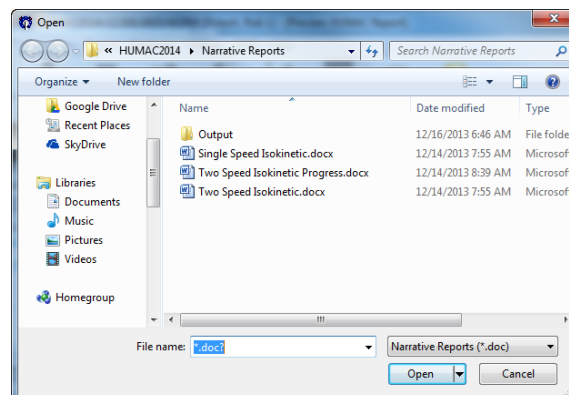 Open
« HUMAC2014 ▸ Narrative Reports
Search Narrative Reports
Organize
New folder
Google Drive
Recent Places
SkyDrive
Libraries
Documents
Music
Pictures
Videos
Homegroup
Name Date modified Type
Output 12/16/2013 6:46 AM File folde
Single Speed Isokinetic.docx 12/14/2013 7:55 AM Microsof
Two Speed Isokinetic Progress.docx 12/14/2013 8:39 AM Microsof
Two Speed Isokinetic.docx 12/14/2013 7:55 AM Microsof
File name: *.doc?
Narrative Reports (*.doc)
Open
Cancel